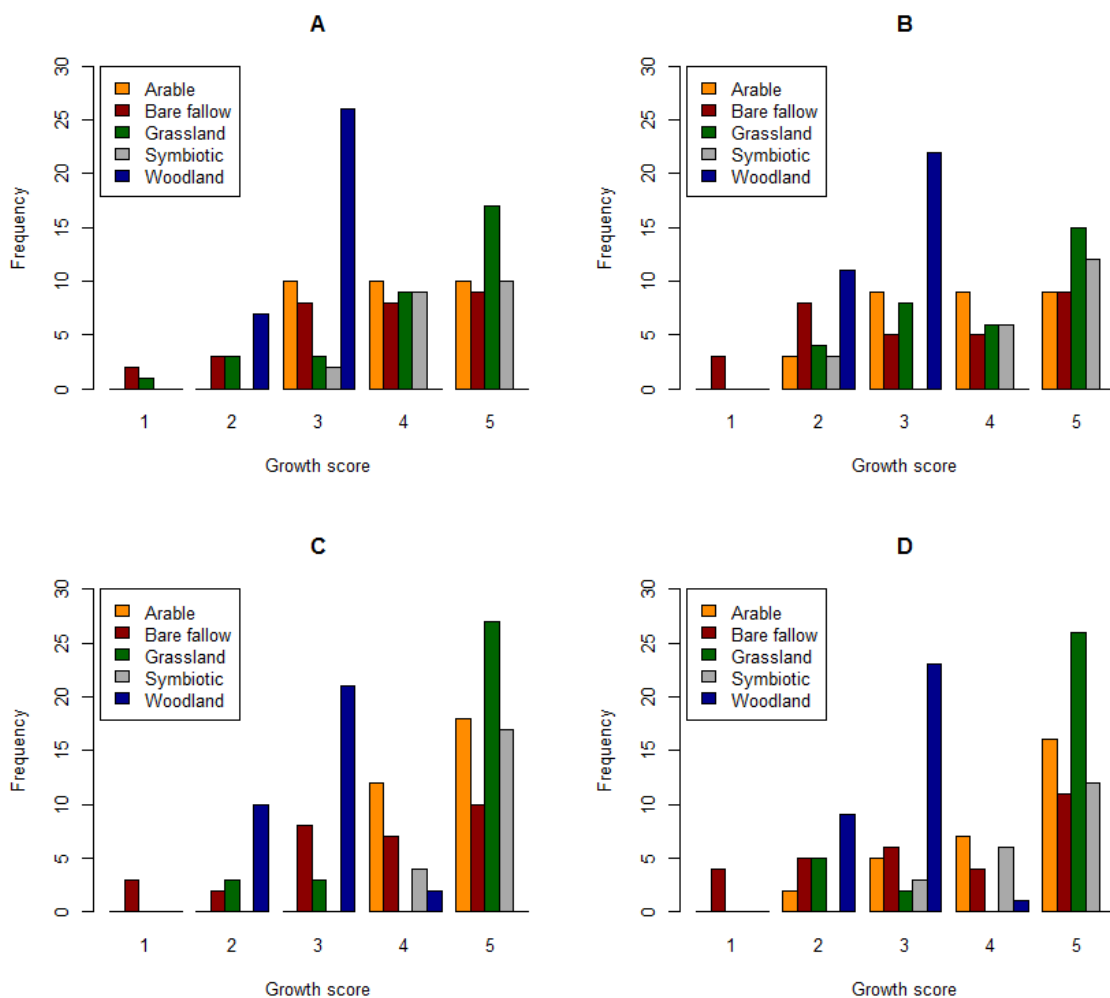 A
30
25
20
15
10
5
0
Frequency
Arable
Bare fallow
Grassland
Symbiotic
Woodland
1 2 3 4 5
Growth score
B
30
25
20
15
10
5
0
Frequency
Arable
Bare fallow
Grassland
Symbiotic
Woodland
1 2 3 4 5
Growth score
C
30
25
20
15
10
5
0
Frequency
Arable
Bare fallow
Grassland
Symbiotic
Woodland
1 2 3 4 5
Growth score
D
30
25
20
15
10
5
0
Frequency
Arable
Bare fallow
Grassland
Symbiotic
Woodland
1 2 3 4 5
Growth score